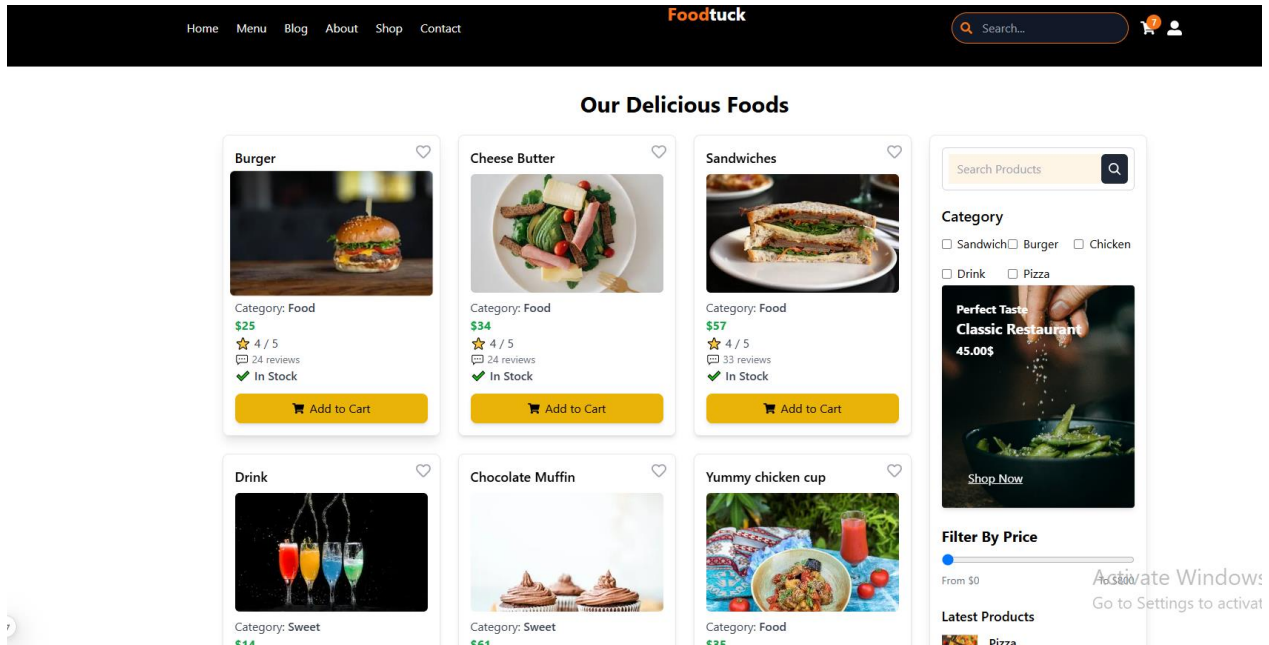 Home Menu Blog About Shop Contact
Foodtuck
Search...
7
Our Delicious Foods
Burger
Category: Food
$25
4 / 5
24 reviews
In Stock
Add to Cart
Cheese Butter
Category: Food
$34
4 / 5
24 reviews
In Stock
Add to Cart
Sandwiches
Category: Food
$57
4 / 5
33 reviews
In Stock
Add to Cart
Drink
Category: Sweet
$14
Chocolate Muffin
Category: Sweet
$61
Yummy chicken cup
Category: Food
$35
Search Products
Category
Sandwich Burger Chicken
Drink Pizza
Perfect Taste
Classic Restaurant
45.00$
Shop Now
Filter By Price
From $0 To $800
Latest Products
Pizza
Activate Windows
Go to Settings to activat